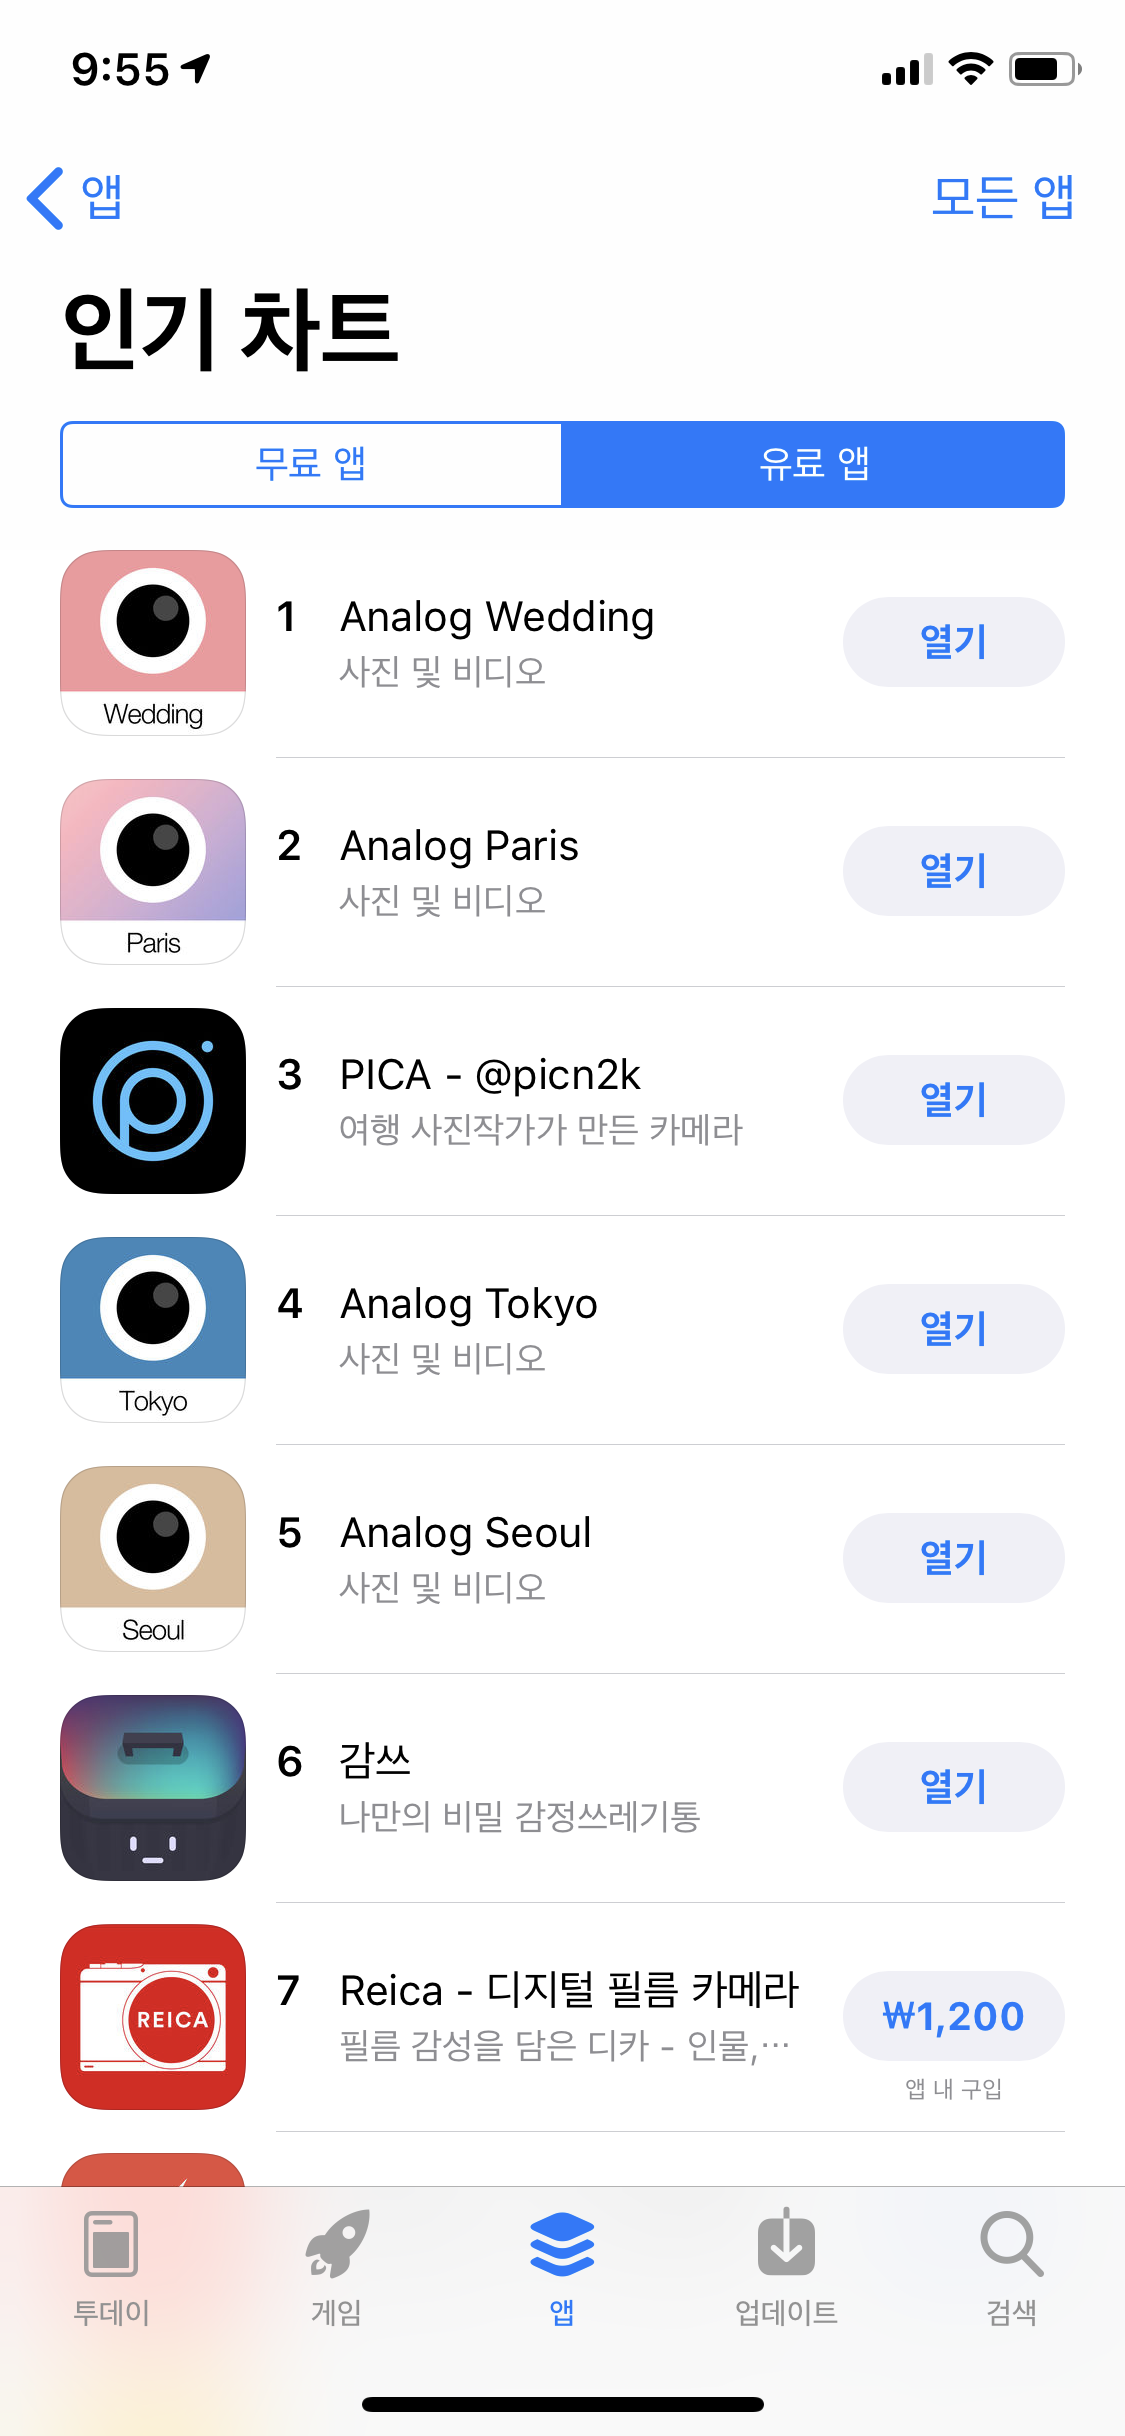 9:55
앱
모든 앱
인기 차트
무료 앱
유료 앱
Wedding
1 Analog Wedding
사진 및 비디오
열기
Paris
2 Analog Paris
사진 및 비디오
열기
3 PICA - @picn2k
여행 사진작가가 만든 카메라
열기
Tokyo
4 Analog Tokyo
사진 및 비디오
열기
Seoul
5 Analog Seoul
사진 및 비디오
열기
6 감쓰
나만의 비밀 감정쓰레기통
열기
REICA
7 Reica - 디지털 필름 카메라
필름 감성을 담은 디카 - 인물,…
₩1,200
앱 내 구입
투데이
게임
앱
업데이트
검색